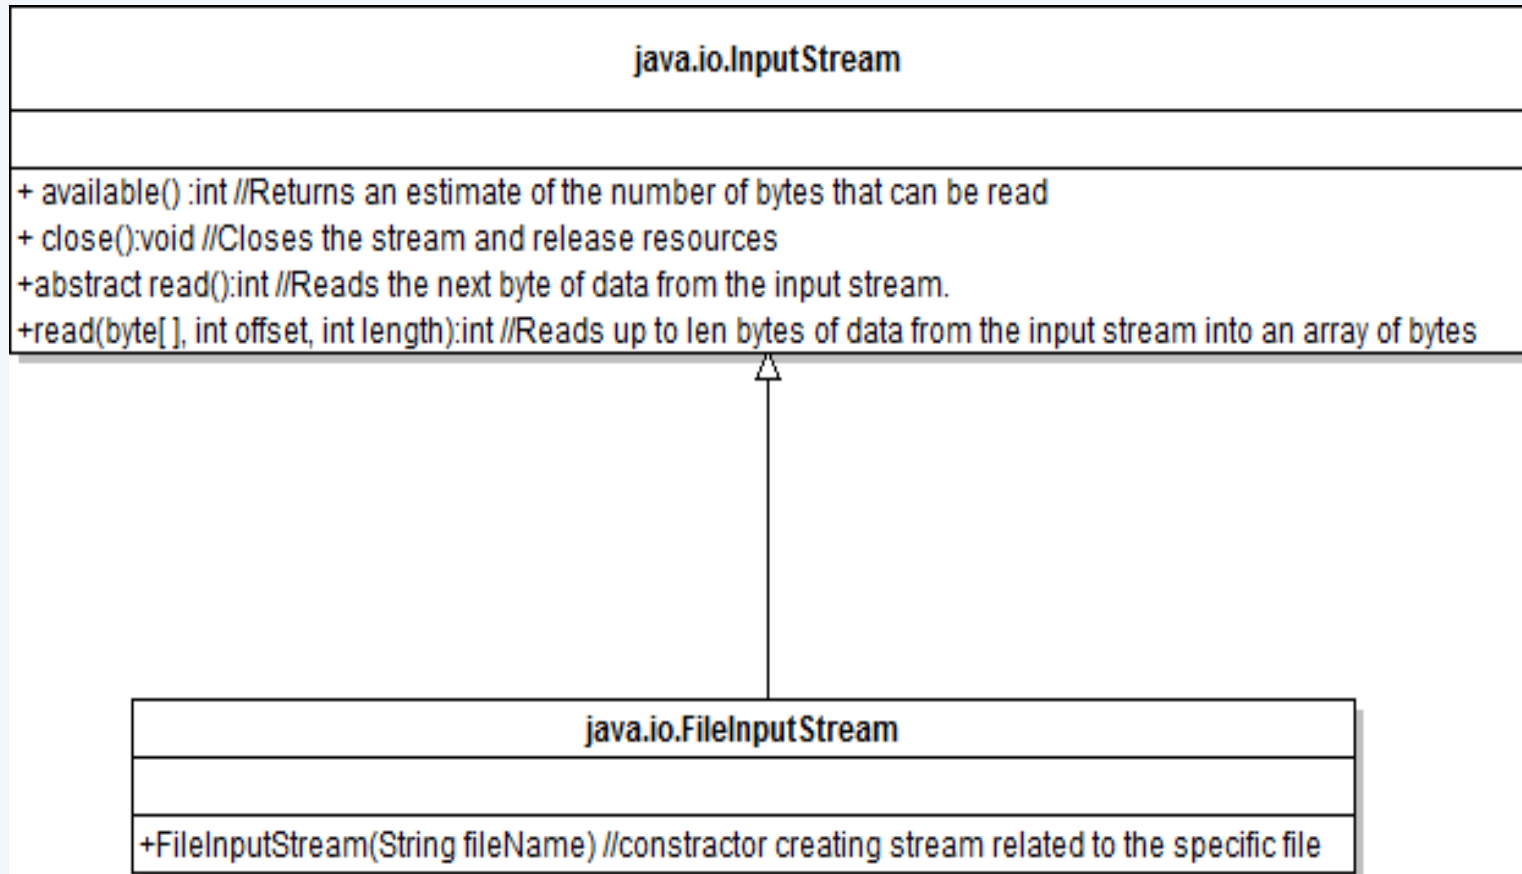 java.io.InputStream
+ available() :int //Returns an estimate of the number of bytes that can be read
+ close():void //Closes the stream and release resources
+abstract read():int //Reads the next byte of data from the input stream.
+read(byte[ ], int offset, int length):int //Reads up to len bytes of data from the input stream into an array of bytes
java.io.FileInputStream
+FileInputStream(String fileName) //constractor creating stream related to the specific file